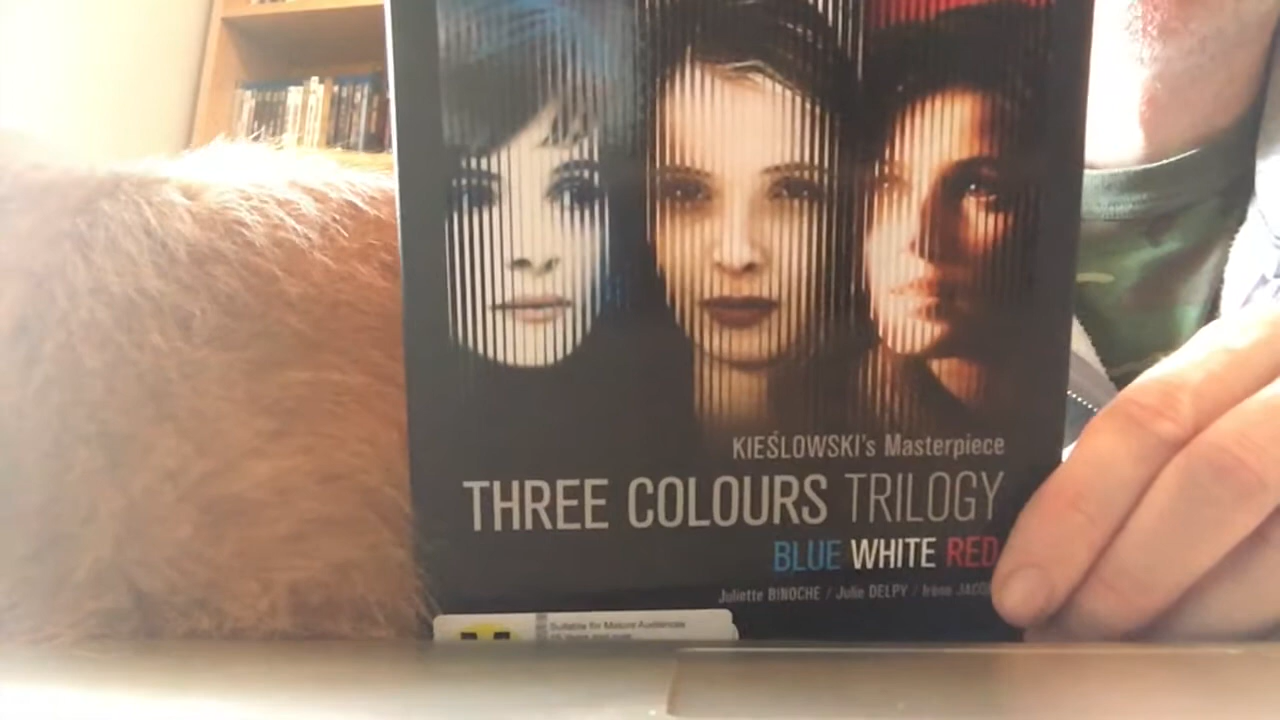 KIEŚLOWSKI's Masterpiece
THREE COLOURS TRILOGY
BLUE WHITE RED
Juliette BINOCHE / Julie DELPY / Irène
Suitable for Mature Audiences